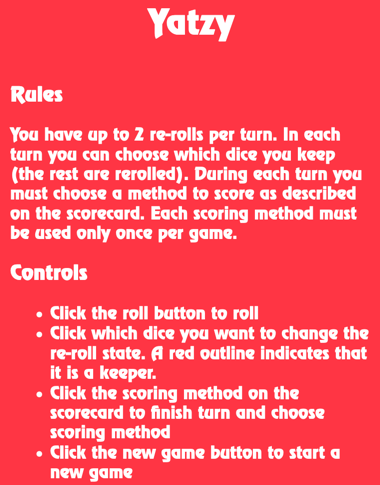 Yatzy
Rules
You have up to 2 re-rolls per turn. In each
turn you can choose which dice you keep
(the rest are rerolled). During each turn you
must choose a method to score as described
on the scorecard. Each scoring method must
be used only once per game.
Controls
• Click the roll button to roll
• Click which dice you want to change the
re-roll state. A red outline indicates that
it is a keeper.
• Click the scoring method on the
scorecard to finish turn and choose
scoring method
• Click the new game button to start a
new game